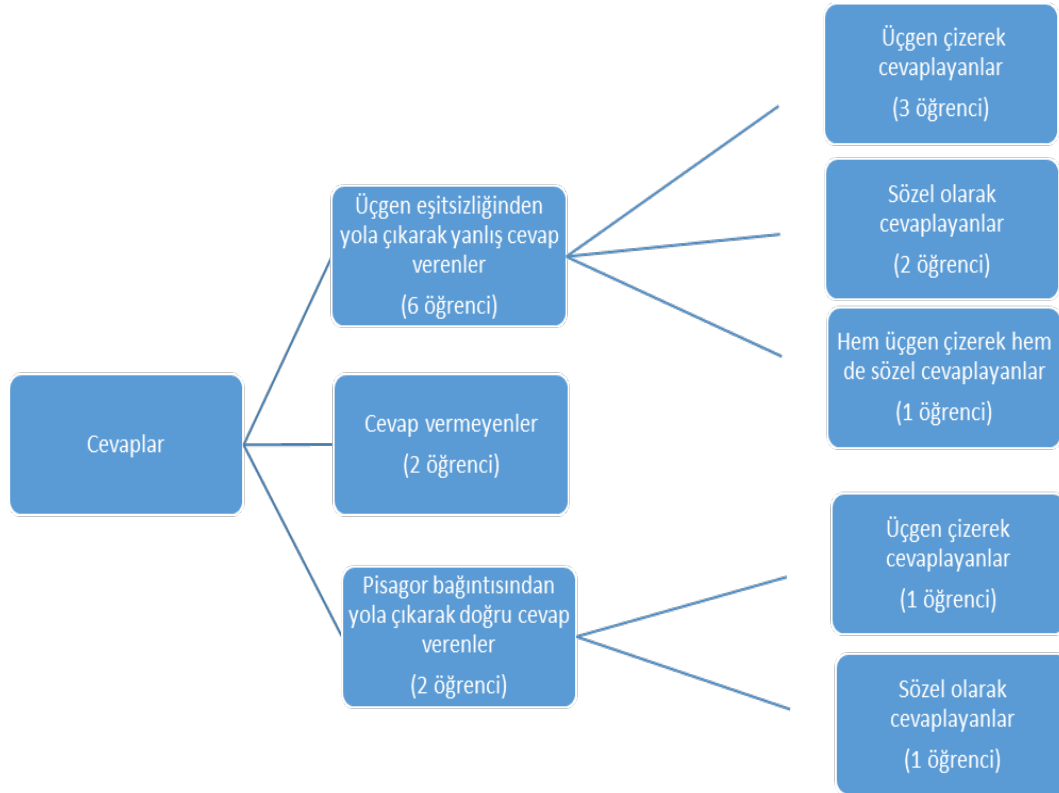 Cevaplar
Üçgen eşitsizliğinden
yola çıkarak yanlış cevap
verenler
(6 öğrenci)
Üçgen çizerek
cevaplayanlar
(3 öğrenci)
Sözel olarak
cevaplayanlar
(2 öğrenci)
Hem üçgen çizerek hem
de sözel cevaplayanlar
(1 öğrenci)
Cevap vermeyenler
(2 öğrenci)
Pisagor bağıntısından
yola çıkarak doğru cevap
verenler
(2 öğrenci)
Üçgen çizerek
cevaplayanlar
(1 öğrenci)
Sözel olarak
cevaplayanlar
(1 öğrenci)